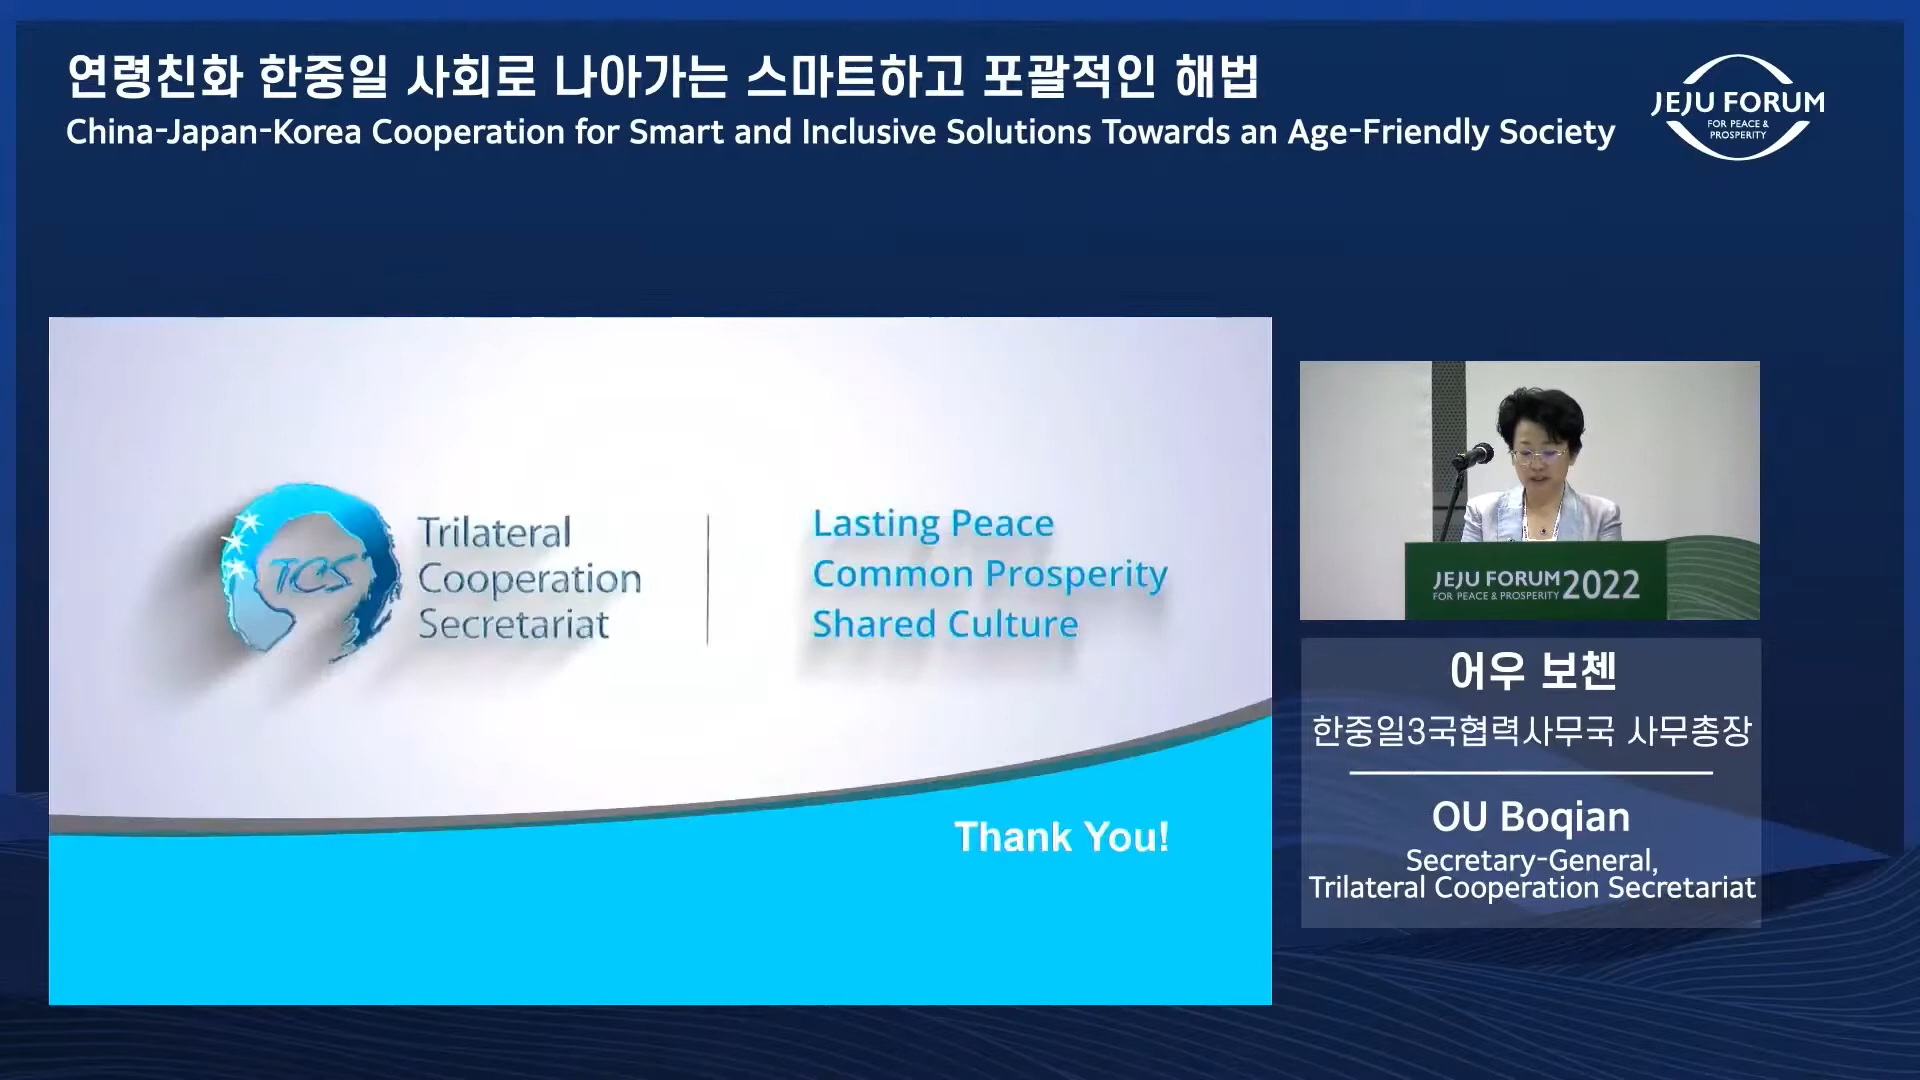 연령친화 한중일 사회로 나아가는 스마트하고 포괄적인 해법
China-Japan-Korea Cooperation for Smart and Inclusive Solutions Towards an Age-Friendly Society
JEJU FORUM
FOR PEACE &
PROSPERITY
TCS
Trilateral
Cooperation
Secretariat
Lasting Peace
Common Prosperity
Shared Culture
Thank You!
JEJU FORUM 2022
FOR PEACE & PROSPERITY
어우 보첸
한중일3국협력사무국 사무총장
OU Boqian
Secretary-General,
Trilateral Cooperation Secretariat